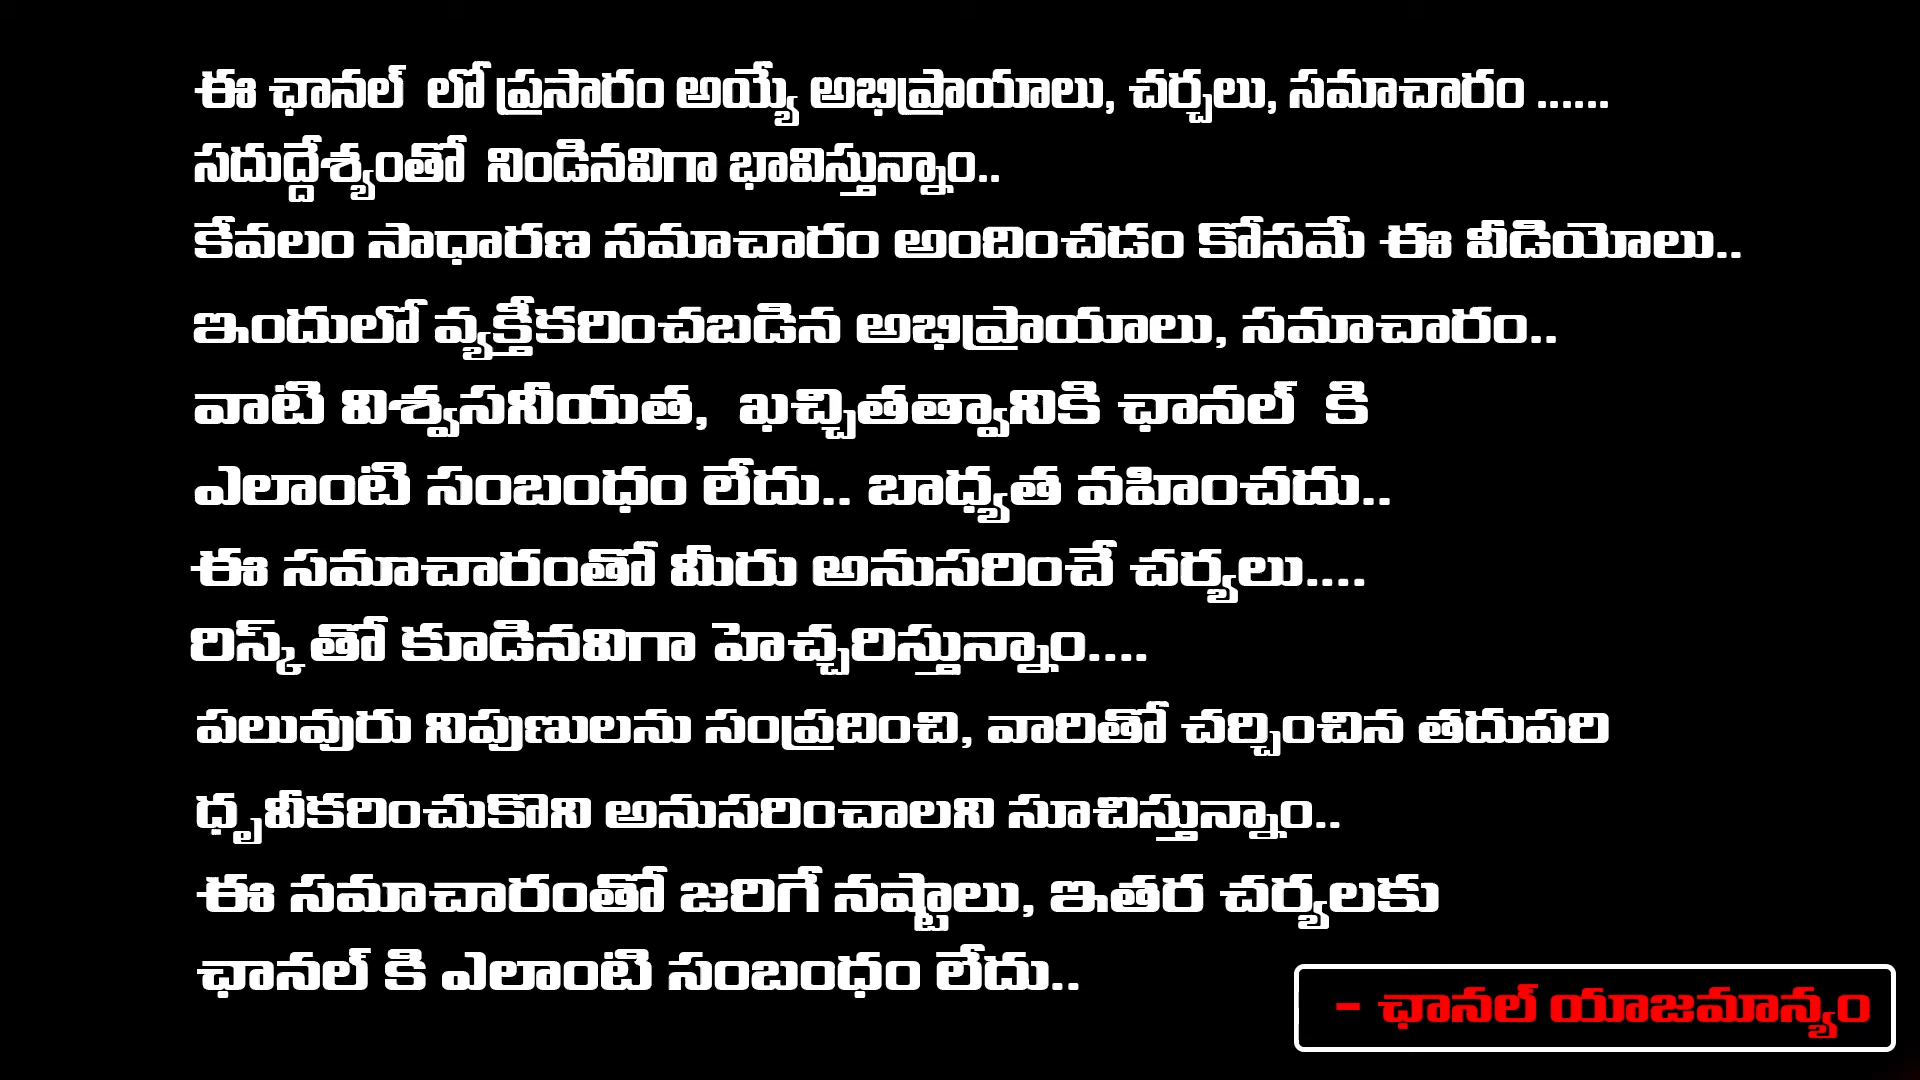 ఈ ఛానల్ లో ప్రసారం అయ్యే అభిప్రాయాలు, చర్చలు, సమాచారం ......
సదుద్దేశ్యంతో నిండినవిగా భావిస్తున్నాం..
కేవలం సాధారణ సమాచారం అందించడం కోసమే ఈ వీడియోలు..
ఇందులో వ్యక్తీకరించబడిన అభిప్రాయాలు, సమాచారం..
వాటి విశ్వసనీయత, ఖచ్చితత్వానికి ఛానల్ కి
ఎలాంటి సంబంధం లేదు.. బాధ్యత వహించదు..
ఈ సమాచారంతో మీరు అనుసరించే చర్యలు....
రిస్క్ తో కూడినవిగా హెచ్చరిస్తున్నాం....
పలువురు నిపుణులను సంప్రదించి, వారితో చర్చించిన తదుపరి
ధృవీకరించుకొని అనుసరించాలని సూచిస్తున్నాం..
ఈ సమాచారంతో జరిగే నష్టాలు, ఇతర చర్యలకు
ఛానల్ కి ఎలాంటి సంబంధం లేదు..
- ఛానల్ యాజమాన్యం